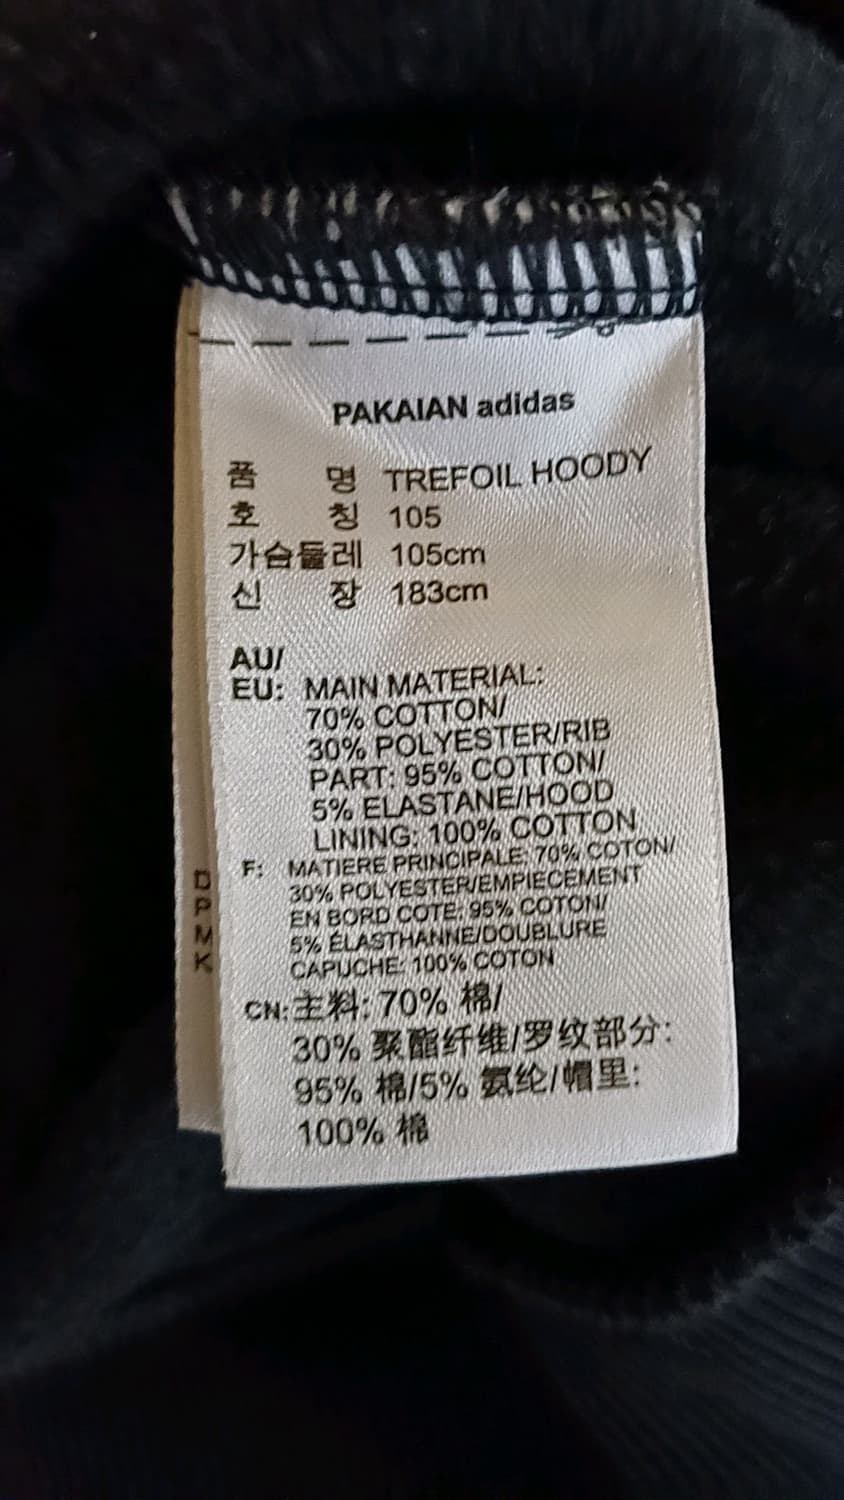 PAKAIAN adidas
품 명 TREFOIL HOODY
호 칭 105
가슴둘레 105cm
신 장 183cm
AU/
EU: MAIN MATERIAL:
70% COTTON/
30% POLYESTER/RIB
PART: 95% COTTON/
5% ELASTANE/HOOD
LINING: 100% COTTON
F: MATIERE PRINCIPALE: 70% COTON/
30% POLYESTER/EMPIECEMENT
EN BORD COTE: 95% COTON/
5% ÉLASTHANNE/DOUBLURE
CAPUCHE: 100% COTON
CN: 主料: 70% 棉/
30% 聚酯纤维/罗纹部分:
95% 棉/5% 氨纶/帽里:
100% 棉
D
P
M
K